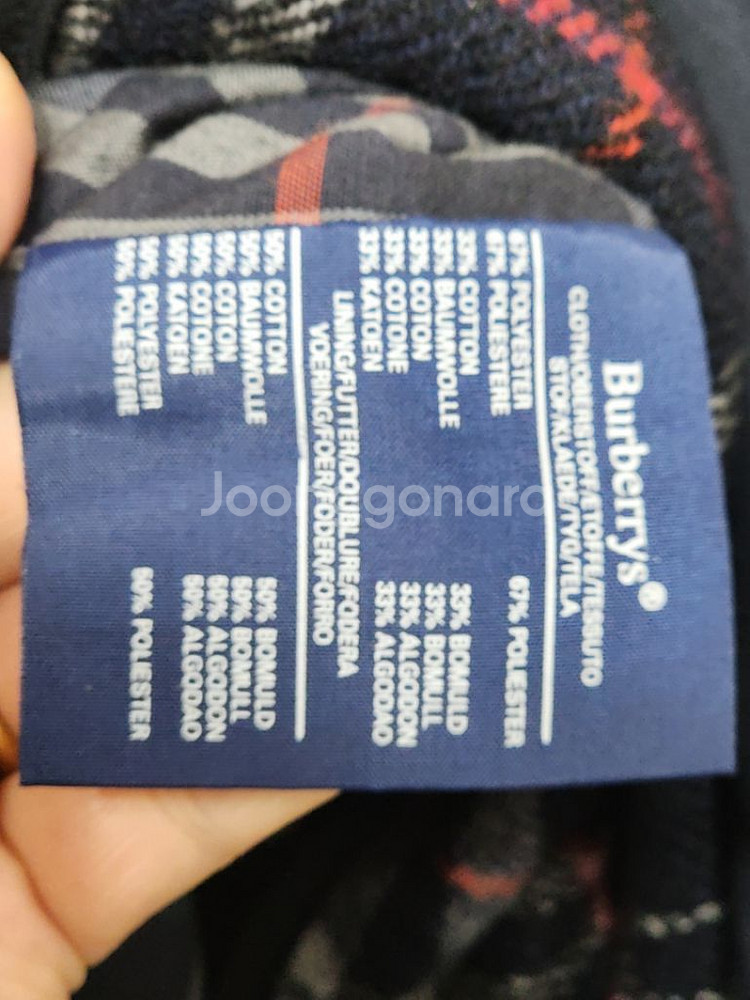 Burberrys®
CLOTH/OBERSTOFF/ETOFFE/TESSUTO
STOF/KLAEDE/TYG/TELA
67% POLYESTER 67% POLIESTER
67% POLIESTERE
33% COTTON 33% BOMULD
33% BAUMWOLLE 33% BOMULL
33% COTON 33% ALGODON
33% COTONE 33% ALGODAO
33% KATOEN
LINING/FUTTER/DOUBLURE/FODERA
VOERING/FOER/FODER/FORRO
50% COTTON 50% BOMULD
50% BAUMWOLLE 50% BOMULL
50% COTON 50% ALGODON
50% COTONE 50% ALGODAO
50% KATOEN
50% POLYESTER 50% POLIESTER
50% POLIESTERE
Joongonara